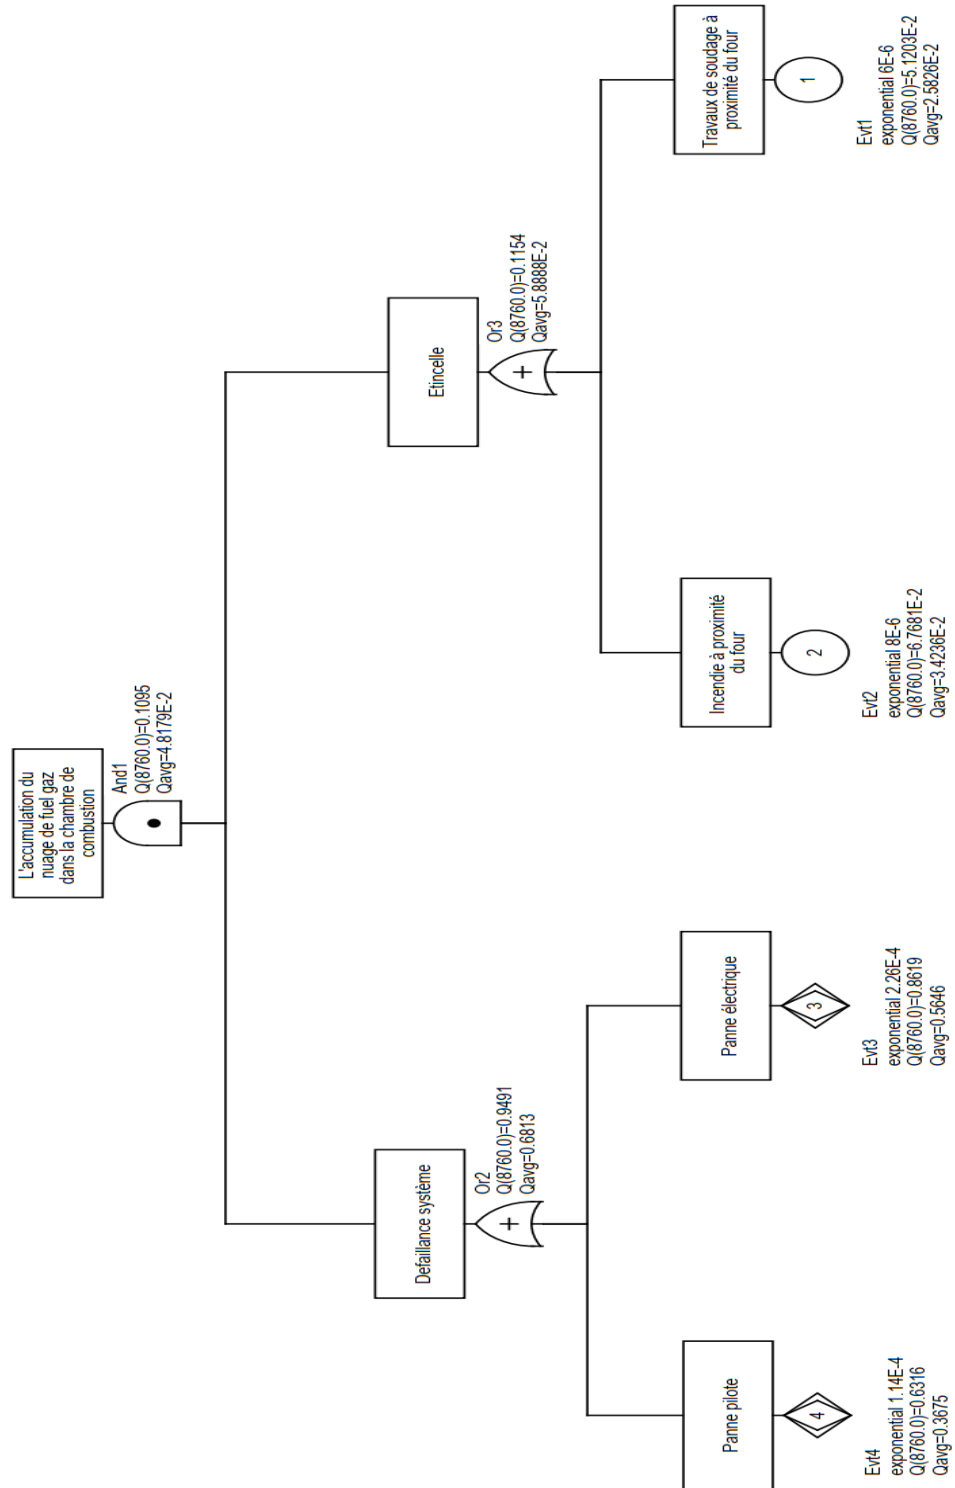 L'accumulation du
nuage de fuel gaz
dans la chambre de
combustion
And1
Q(8760.0)=0.1095
Qavg=4.8179E-2
Defaillance système
Or2
Q(8760.0)=0.9491
Qavg=0.6813
Etincelle
Or3
Q(8760.0)=0.1154
Qavg=5.8888E-2
+
+
Panne pilote
4
Evt4
exponential 1.14E-4
Q(8760.0)=0.6316
Qavg=0.3675
Panne électrique
3
Evt3
exponential 2.26E-4
Q(8760.0)=0.8619
Qavg=0.5646
Incendie à proximité
du four
2
Evt2
exponential 8E-6
Q(8760.0)=6.7681E-2
Qavg=3.4236E-2
Travaux de soudage à
proximité du four
1
Evt1
exponential 6E-6
Q(8760.0)=5.1203E-2
Qavg=2.5826E-2